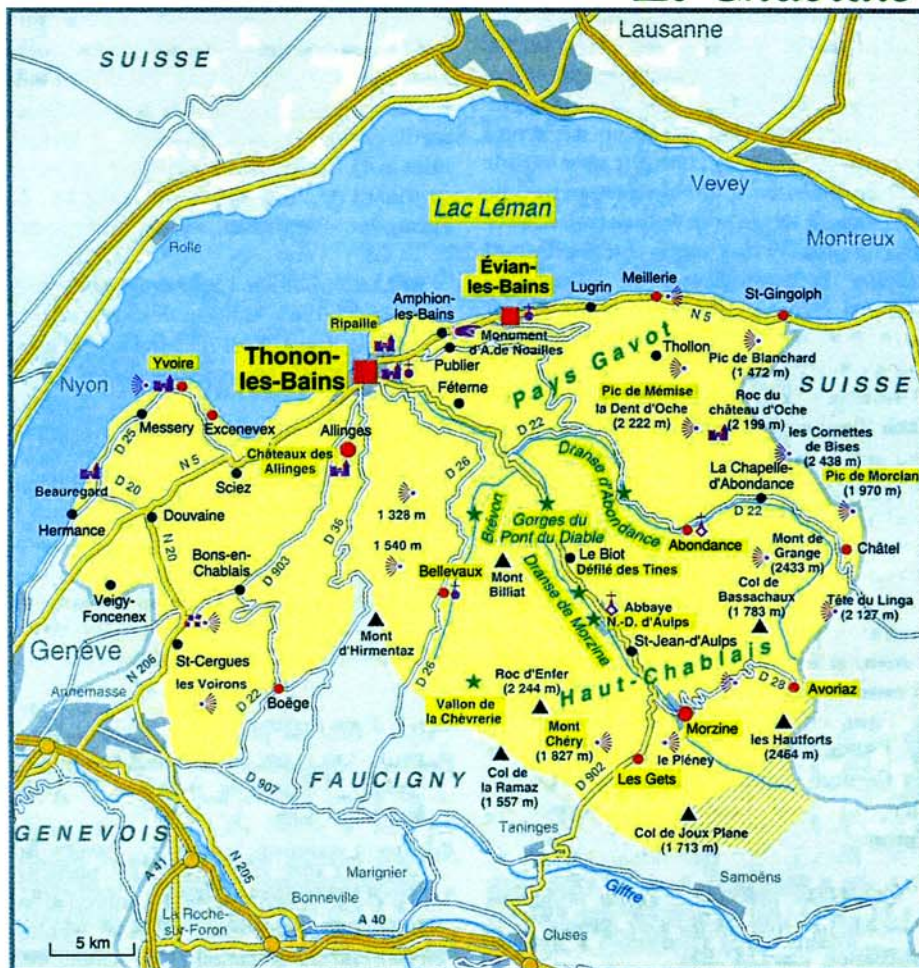 SUISSE
Lausanne
Vevey
Lac Léman
Montreux
Rolle
Évian-
les-Bains
Lugrin
Meillerie
St-Gingolph
Amphion-
les-Bains
N 5
Ripaille
Monument
d'A.de Noailles
Thonon-
les-Bains
Publier
Pays Gavot
Thollon
Pic de Blanchard
(1 472 m)
SUISSE
Yvoire
Nyon
Féterne
Pic de Mémise
la Dent d'Oche
(2 222 m)
Roc du
château d'Oche
(2 199 m)
Messery
Excenevex
Allinges
D 22
les Cornettes
de Bises
(2 438 m)
D 25
N 5
Châteaux des
Allinges
D 26
Dranse d'Abondance
Pic de Morclan
(1 970 m)
Beauregard
D 20
Sciez
La Chapelle-
d'Abondance
D 22
Hermance
Douvaine
D 36
1 328 m
Brévon
Gorges du
Pont du Diable
Abondance
N 20
Bons-en-
Chablais
D 903
1 540 m
Le Biot
Défilé des Tines
Mont de
Grange
(2433 m)
Châtel
Bellevaux
Mont
Billiat
Dranse de Morzine
Col de
Bassachaux
(1 783 m)
Veigy-
Foncenex
Abbaye
N.-D. d'Aulps
Tête du Linga
(2 127 m)
Mont
d'Hirmentaz
St-Jean-d'Aulps
Genève
St-Cergues
N 206
D 26
Haut-Chablais
Annemasse
les Voirons
D 22
Boëge
Roc d'Enfer
(2 244 m)
D 28
Avoriaz
Vallon de
la Chèvrerie
Morzine
Mont
Chéry
(1 827 m)
le Pléney
les Hautforts
(2464 m)
D 907
FAUCIGNY
Col de
la Ramaz
(1 557 m)
D 902
Les Gets
GENEVOIS
Taninges
Col de Joux Plane
(1 713 m)
A 41
N 205
Marignier
Samoëns
Bonneville
Giffre
La Roche-
sur-Foron
A 40
Cluses
5 km